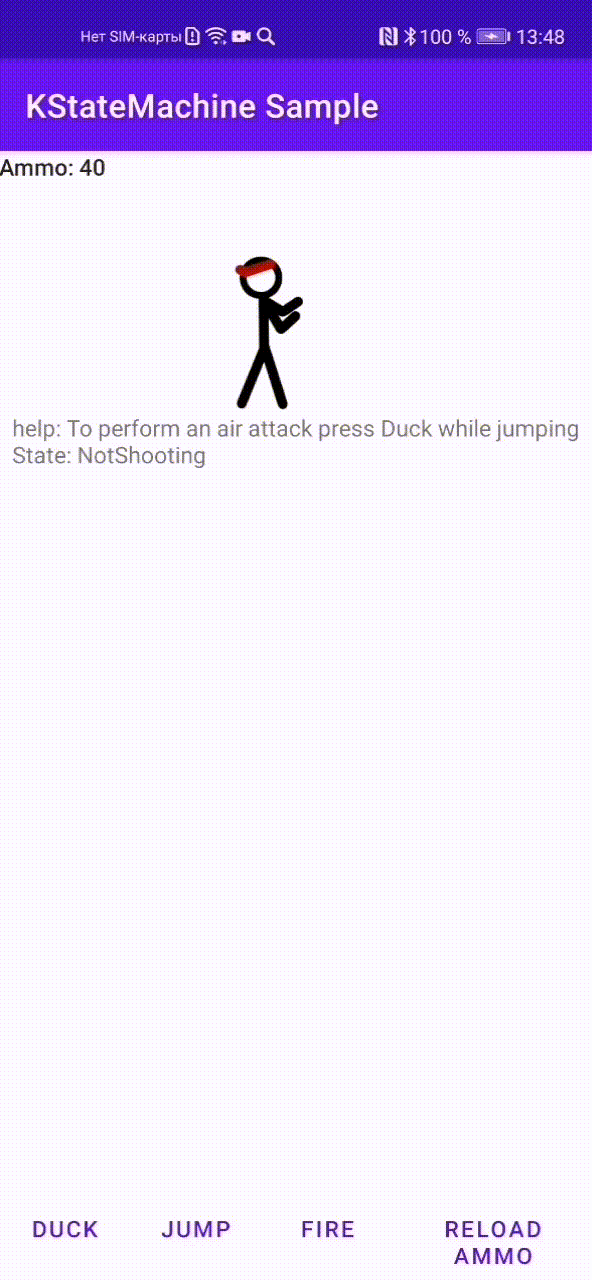 Нет SIM-карты 100 % 13:48
KStateMachine Sample
Ammo: 40
help: To perform an air attack press Duck while jumping
State: NotShooting
DUCK JUMP FIRE RELOAD
AMMO